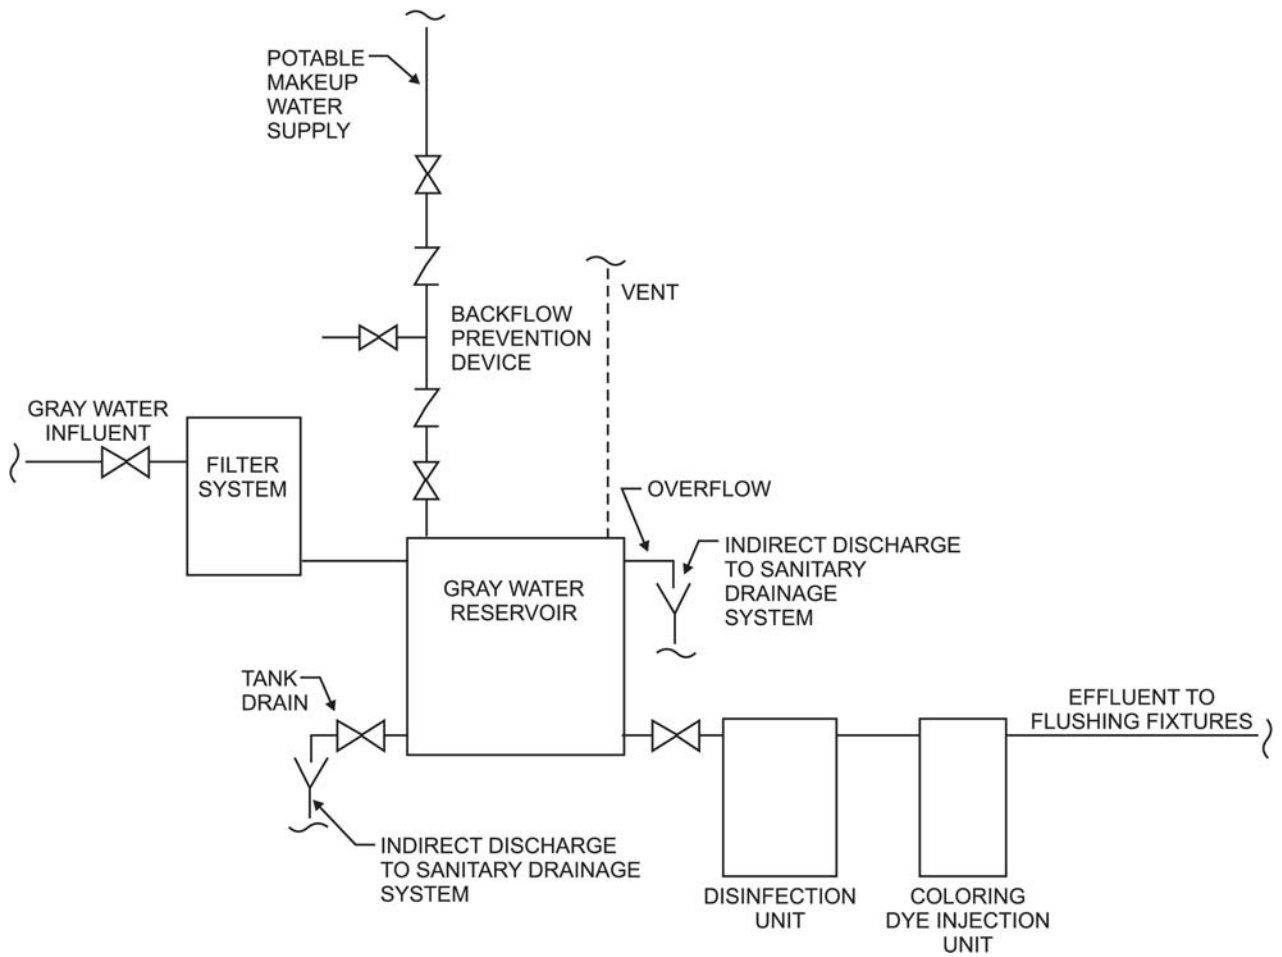 POTABLE
MAKEUP
WATER
SUPPLY
VENT
BACKFLOW
PREVENTION
DEVICE
GRAY WATER
INFLUENT
FILTER
SYSTEM
OVERFLOW
INDIRECT DISCHARGE
TO SANITARY
DRAINAGE
SYSTEM
GRAY WATER
RESERVOIR
TANK
DRAIN
EFFLUENT TO
FLUSHING FIXTURES
INDIRECT DISCHARGE
TO SANITARY DRAINAGE
SYSTEM
DISINFECTION
UNIT
COLORING
DYE INJECTION
UNIT